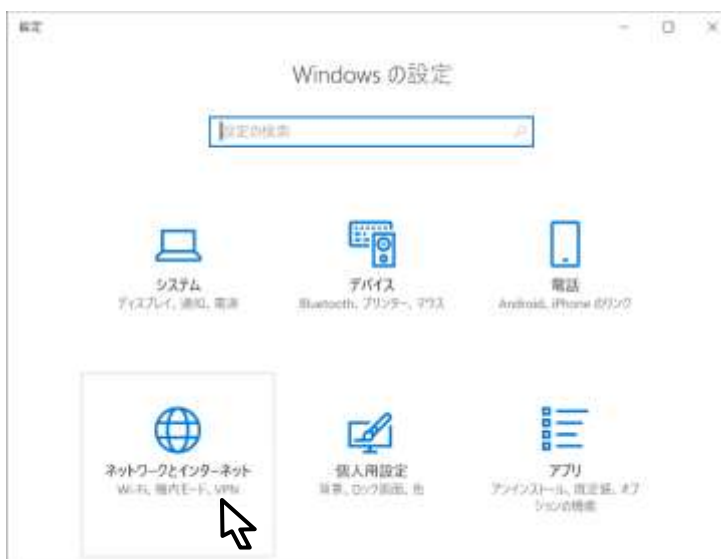 設定
Windows の設定
設定の検索
システム
ディスプレイ、通知、電源
デバイス
Bluetooth、プリンター、マウス
電話
Android、iPhone のリンク
ネットワークとインターネット
Wi-Fi、機内モード、VPN
個人用設定
背景、ロック画面、色
アプリ
アンインストール、既定値、オプ
ションの機能